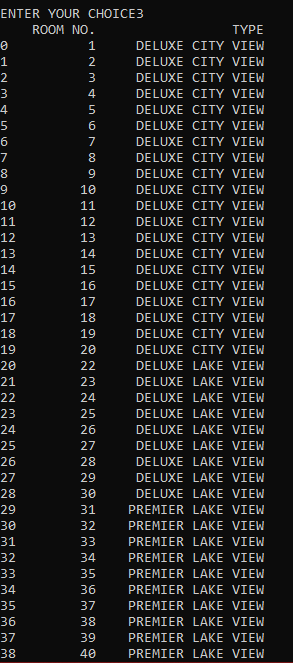 ENTER YOUR CHOICE3
ROOM NO. TYPE
0 1 DELUXE CITY VIEW
1 2 DELUXE CITY VIEW
2 3 DELUXE CITY VIEW
3 4 DELUXE CITY VIEW
4 5 DELUXE CITY VIEW
5 6 DELUXE CITY VIEW
6 7 DELUXE CITY VIEW
7 8 DELUXE CITY VIEW
8 9 DELUXE CITY VIEW
9 10 DELUXE CITY VIEW
10 11 DELUXE CITY VIEW
11 12 DELUXE CITY VIEW
12 13 DELUXE CITY VIEW
13 14 DELUXE CITY VIEW
14 15 DELUXE CITY VIEW
15 16 DELUXE CITY VIEW
16 17 DELUXE CITY VIEW
17 18 DELUXE CITY VIEW
18 19 DELUXE CITY VIEW
19 20 DELUXE CITY VIEW
20 22 DELUXE LAKE VIEW
21 23 DELUXE LAKE VIEW
22 24 DELUXE LAKE VIEW
23 25 DELUXE LAKE VIEW
24 26 DELUXE LAKE VIEW
25 27 DELUXE LAKE VIEW
26 28 DELUXE LAKE VIEW
27 29 DELUXE LAKE VIEW
28 30 DELUXE LAKE VIEW
29 31 PREMIER LAKE VIEW
30 32 PREMIER LAKE VIEW
31 33 PREMIER LAKE VIEW
32 34 PREMIER LAKE VIEW
33 35 PREMIER LAKE VIEW
34 36 PREMIER LAKE VIEW
35 37 PREMIER LAKE VIEW
36 38 PREMIER LAKE VIEW
37 39 PREMIER LAKE VIEW
38 40 PREMIER LAKE VIEW